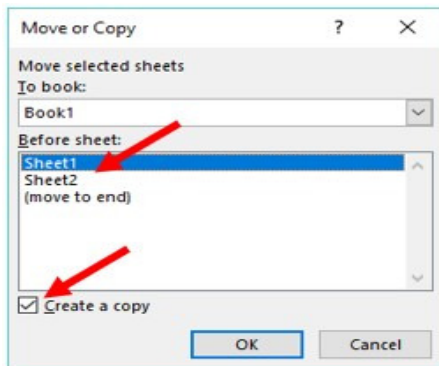 Move or Copy ? ×
Move selected sheets
To book:
Book1
Before sheet:
Sheet1
Sheet2
(move to end)
Create a copy
OK Cancel